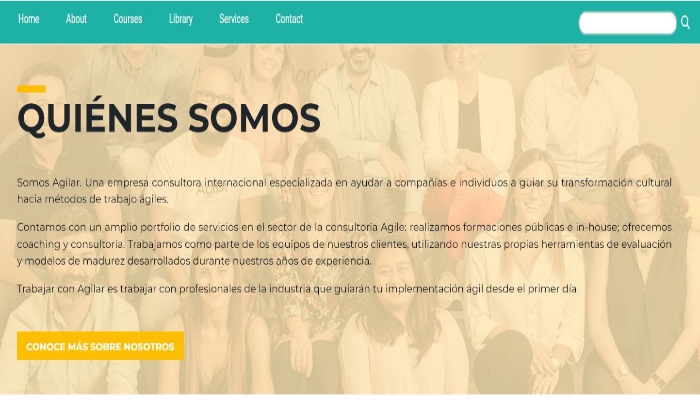 Home About Courses Library Services Contact
QUIÉNES SOMOS
Somos Agilar. Una empresa consultora internacional especializada en ayudar a compañías e individuos a guiar su transformación cultural
hacia métodos de trabajo ágiles.
Contamos con un amplio portfolio de servicios en el sector de la consultoría Agile: realizamos formaciones públicas e in-house; ofrecemos
coaching y consultoría. Trabajamos como parte de los equipos de nuestros clientes, utilizando nuestras propias herramientas de evaluación
y modelos de madurez desarrollados durante nuestros años de experiencia.
Trabajar con Agilar es trabajar con profesionales de la industria que guiarán tu implementación ágil desde el primer día
CONOCE MÁS SOBRE NOSOTROS